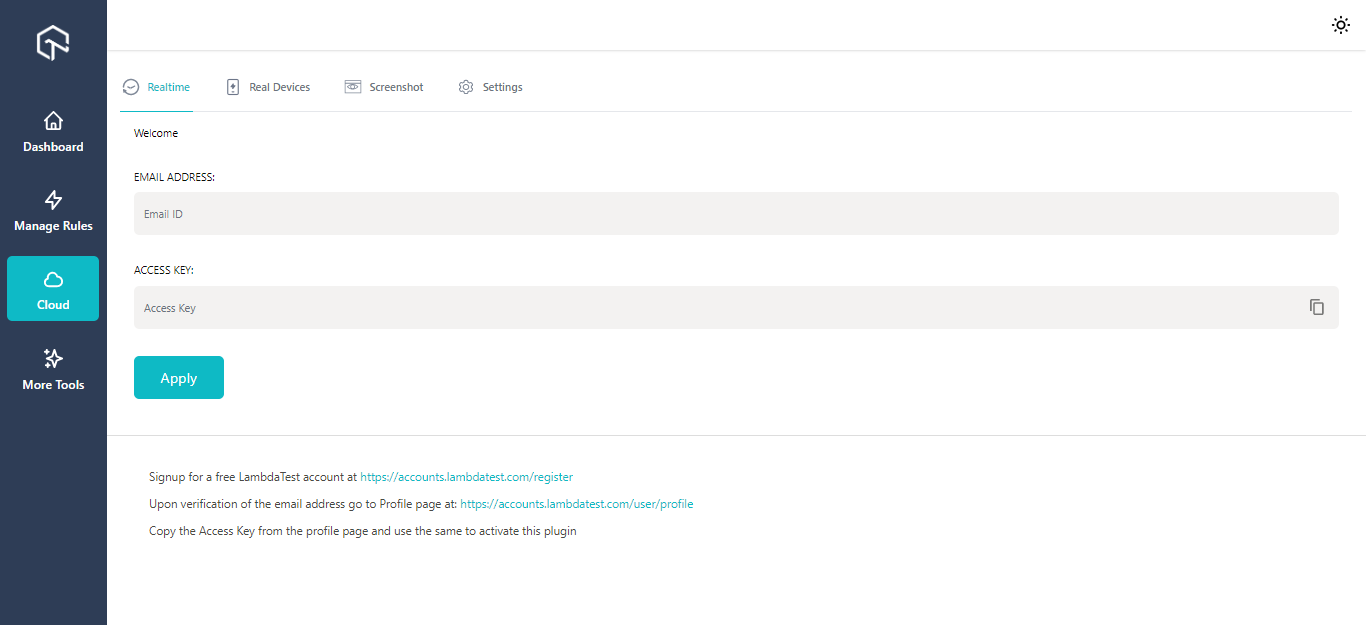 Dashboard
Manage Rules
Cloud
More Tools
Realtime
Real Devices
Screenshot
Settings
Welcome
EMAIL ADDRESS:
Email ID
ACCESS KEY:
Access Key
Apply
Signup for a free LambdaTest account at https://accounts.lambdatest.com/register
Upon verification of the email address go to Profile page at: https://accounts.lambdatest.com/user/profile
Copy the Access Key from the profile page and use the same to activate this plugin